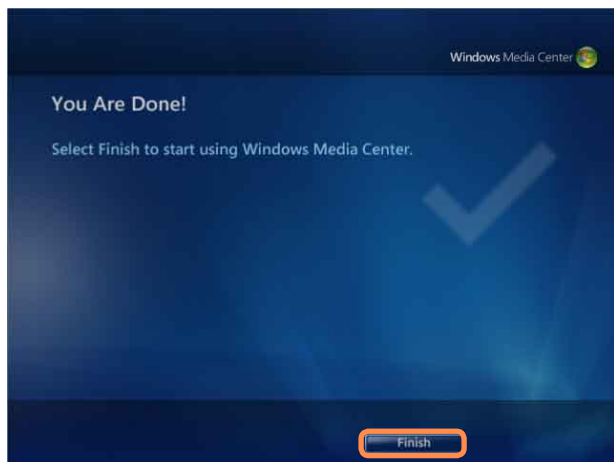 Windows Media Center
You Are Done!
Select Finish to start using Windows Media Center.
Finish